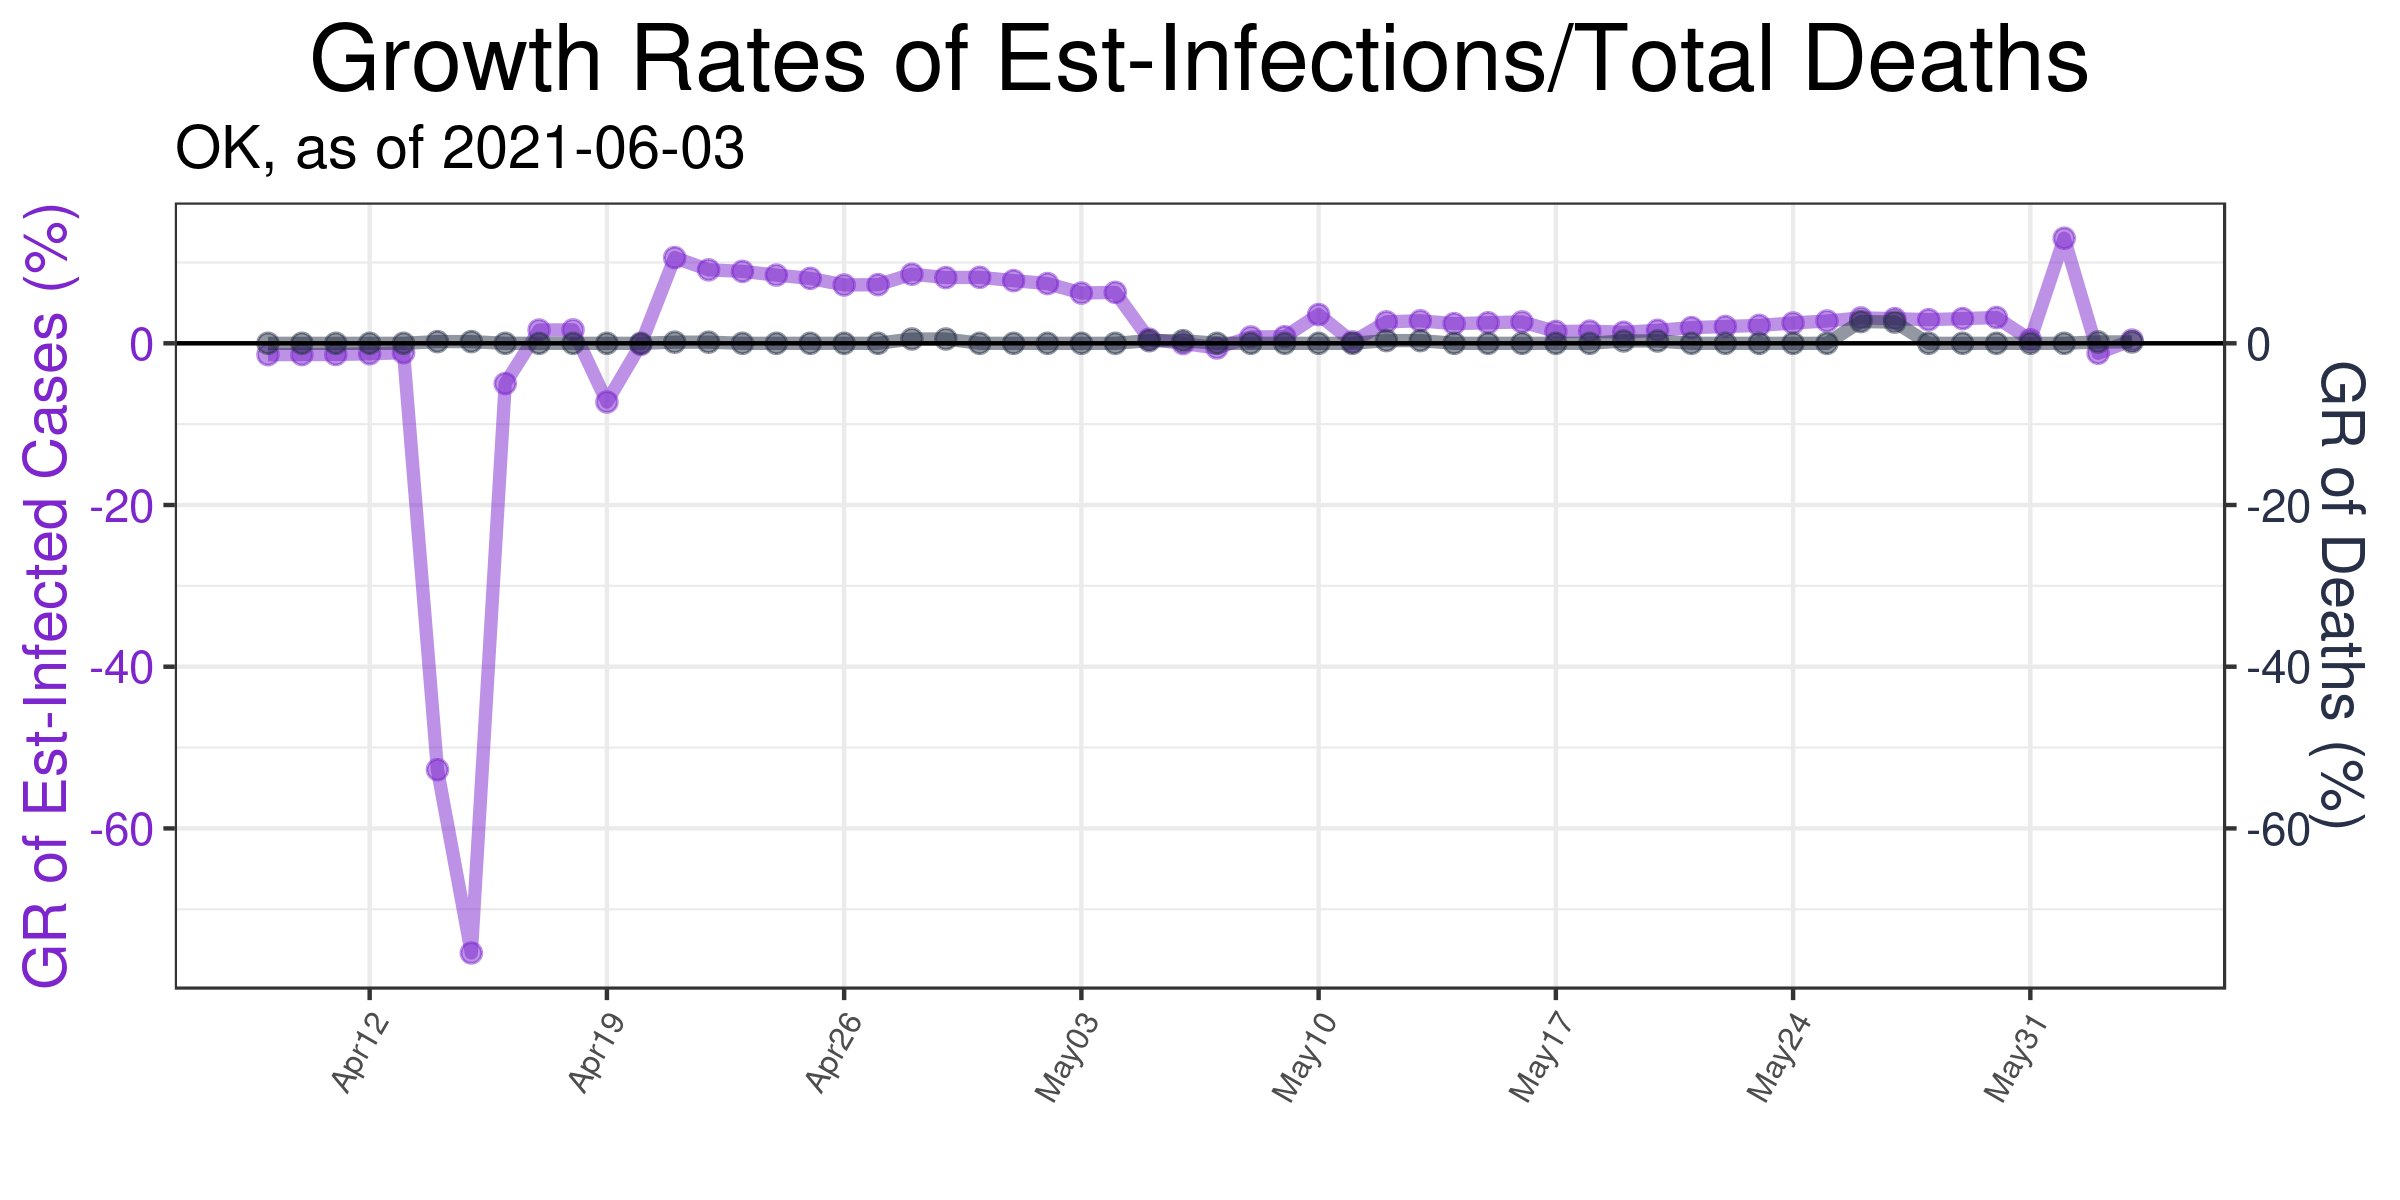 Growth Rates of Est-Infections/Total Deaths
OK, as of 2021-06-03
GR of Est-Infected Cases (%)
0
-20
-40
-60
0
-20
-40
-60
GR of Deaths (%)
Apr12
Apr19
Apr26
May03
May10
May17
May24
May31